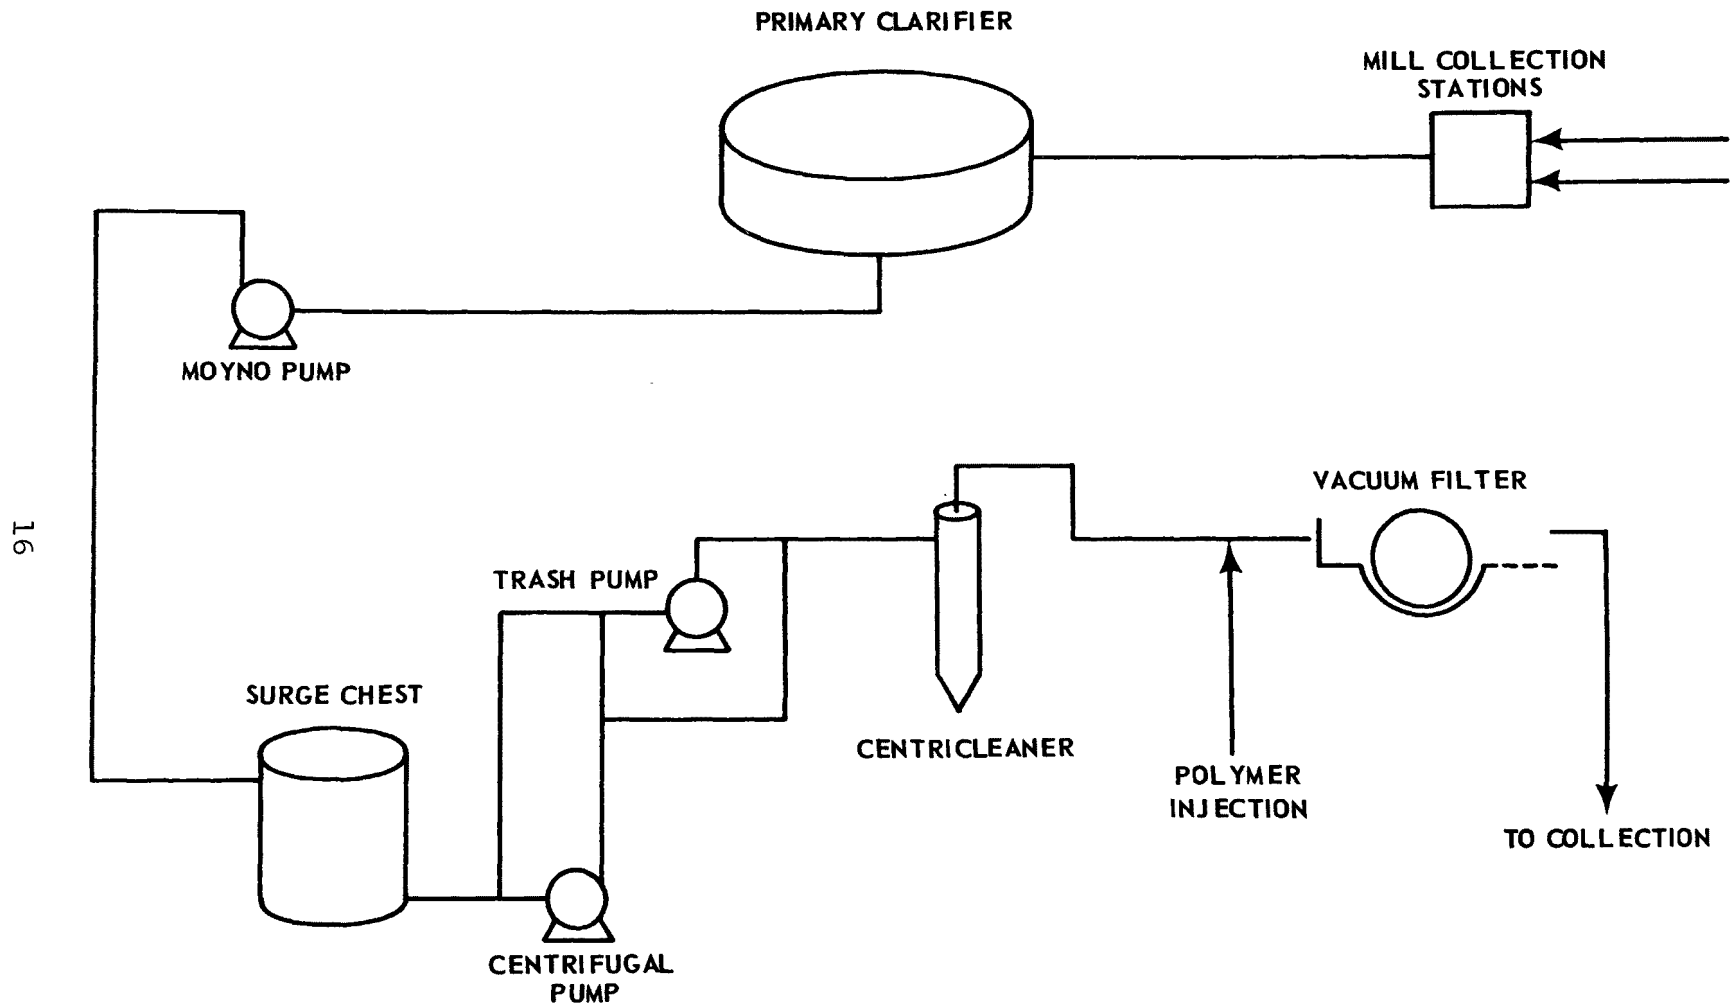 PRIMARY CLARIFIER
MILL COLLECTION
STATIONS
MOYNO PUMP
VACUUM FILTER
TRASH PUMP
SURGE CHEST
CENTRICLEANER
POLYMER
INJECTION
TO COLLECTION
CENTRIFUGAL
PUMP
16